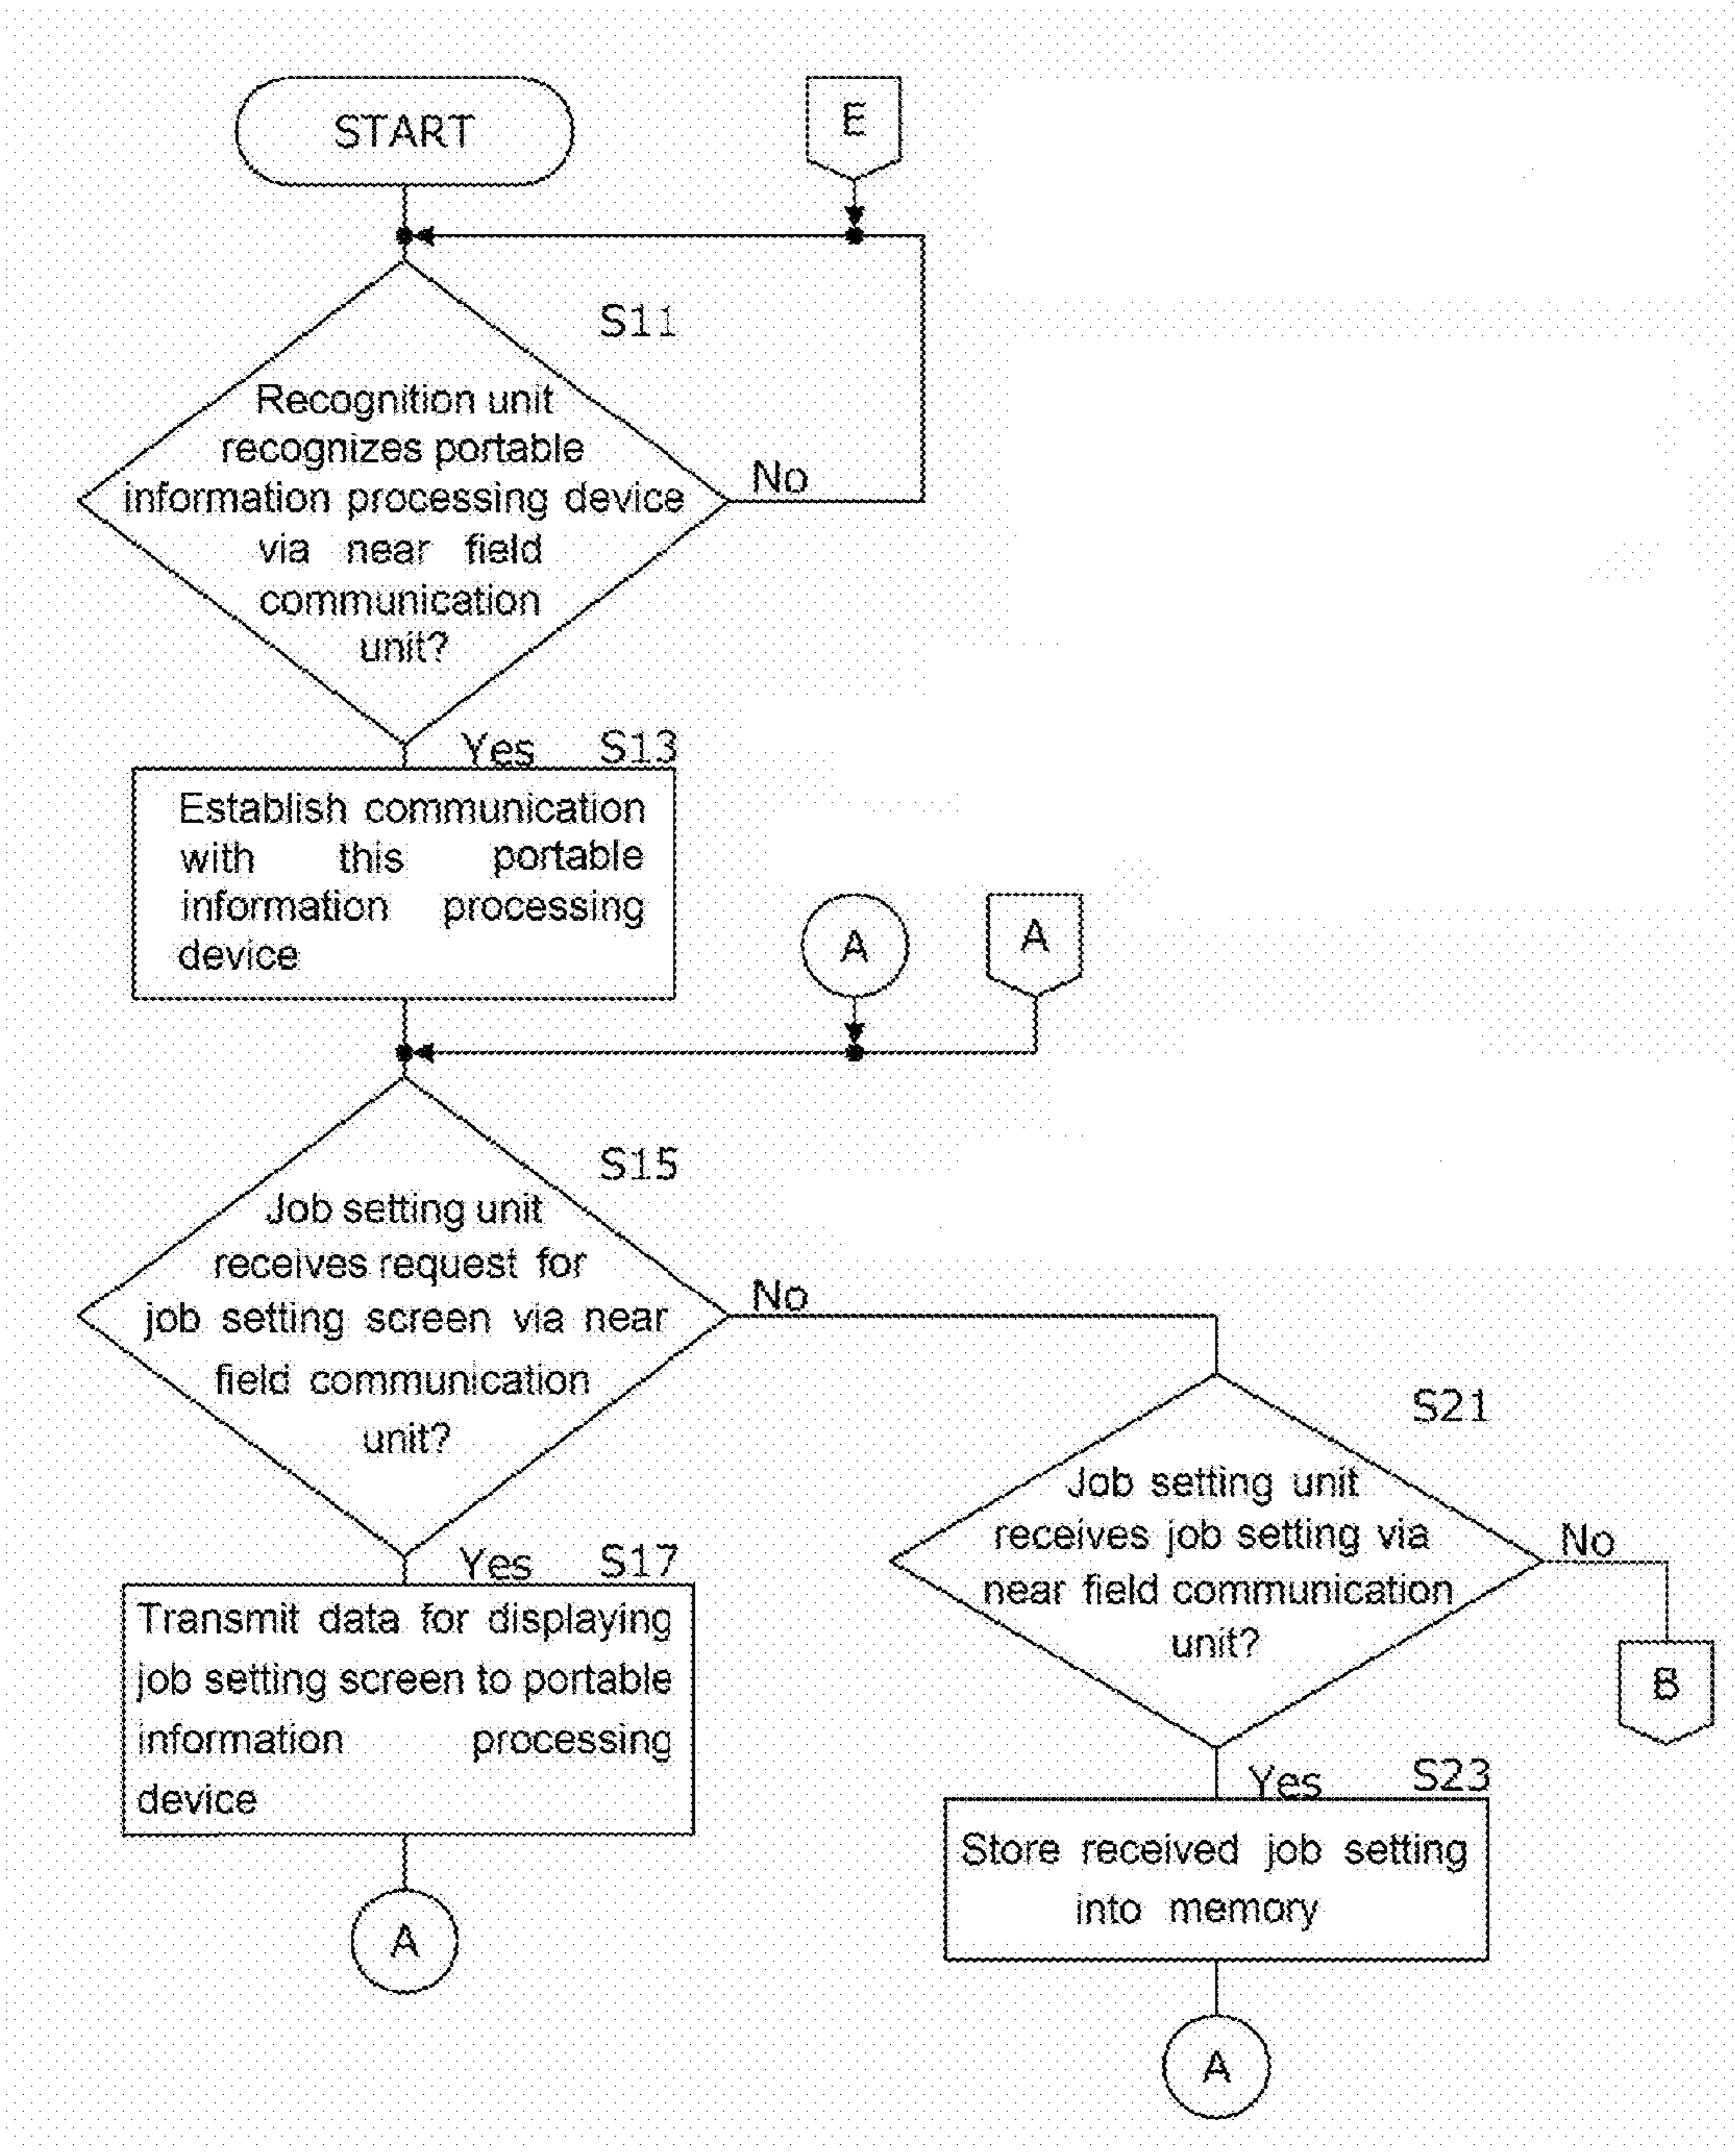 START
E
S11
Recognition unit
recognizes portable
information processing device
via near field
communication
unit?
No
Yes
S13
Establish communication
with this portable
information processing
device
A
A
S15
Job setting unit
receives request for
job setting screen via near
field communication
unit?
No
S21
Job setting unit
receives job setting via
near field communication
unit?
No
B
Yes
S17
Transmit data for displaying
job setting screen to portable
information processing
device
A
Yes
S23
Store received job setting
into memory
A